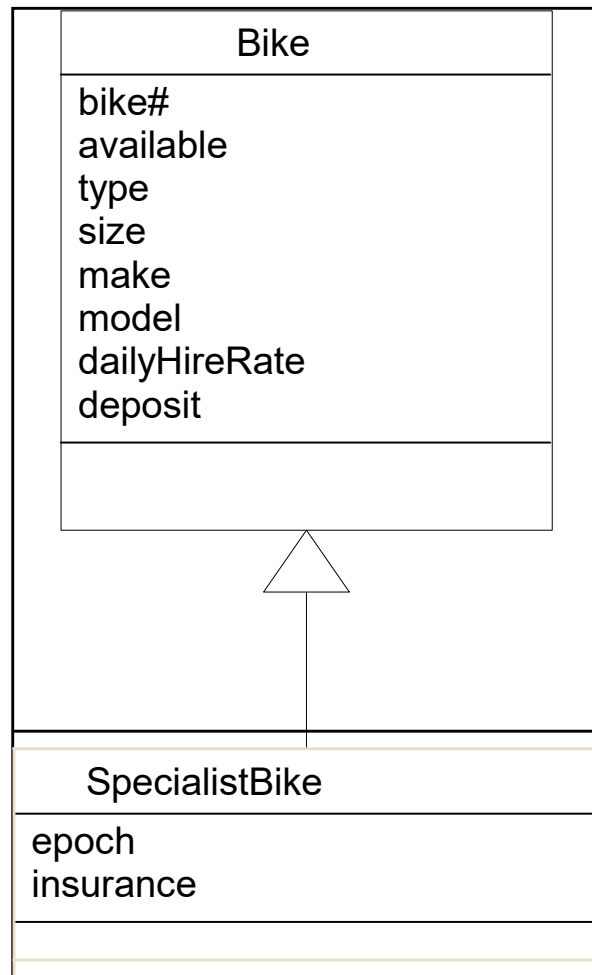 Bike
bike#
available
type
size
make
model
dailyHireRate
deposit
SpecialistBike
epoch
insurance